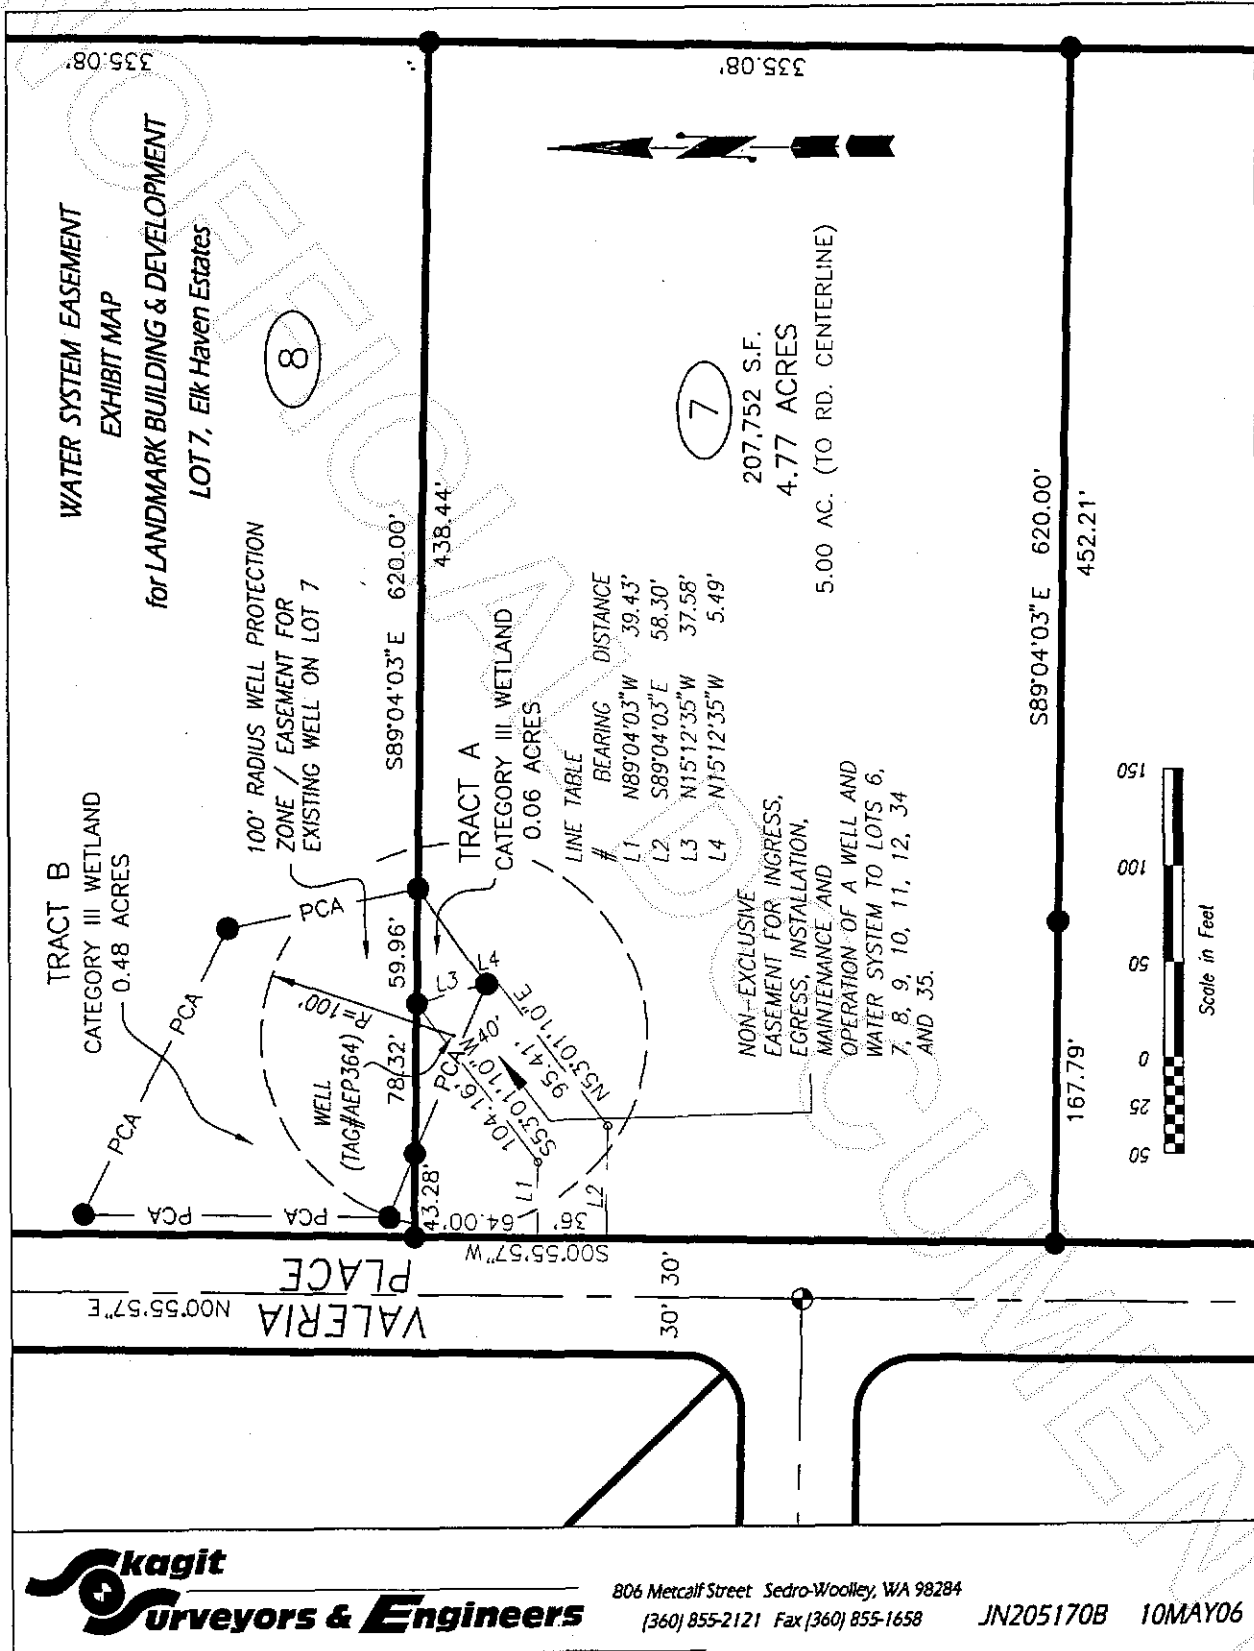 WATER SYSTEM EASEMENT
EXHIBIT MAP
for LANDMARK BUILDING & DEVELOPMENT
LOT 7, Elk Haven Estates
335.08'
335.08'
8
TRACT B
CATEGORY III WETLAND
0.48 ACRES
100' RADIUS WELL PROTECTION
ZONE / EASEMENT FOR
EXISTING WELL ON LOT 7
PCA
PCA
PCA
PCA
PCA
R=100'
WELL
(TAG#AEP364)
S89°04'03"E 620.00'
43.28'
78.32'
59.96'
438.44'
TRACT A
CATEGORY III WETLAND
0.06 ACRES
L3
L4
PCA
40'
104.16'
S53°01'10"W
95.41'
N53°01'10"E
L1
L2
64.00'
36'
S00°55'57"W
LINE TABLE
# BEARING DISTANCE
L1 N89°04'03"W 39.43'
L2 S89°04'03"E 58.30'
L3 N15°12'35"W 37.58'
L4 N15°12'35"W 5.49'
7
207,752 S.F.
4.77 ACRES
5.00 AC. (TO RD. CENTERLINE)
NON-EXCLUSIVE
EASEMENT FOR INGRESS,
EGRESS, INSTALLATION,
MAINTENANCE AND
OPERATION OF A WELL AND
WATER SYSTEM TO LOTS 6,
7, 8, 9, 10, 11, 12, 34
AND 35.
S89°04'03"E 620.00'
167.79'
452.21'
VALERIA
PLACE
N00°55'57"E
30'
30'
50 25 0 50 100 150
Scale in Feet
UNOFFICIAL DOCUMENT
Skagit
Surveyors & Engineers
806 Metcalf Street Sedro-Woolley, WA 98284
(360) 855-2121 Fax (360) 855-1658
JN205170B 10MAY06